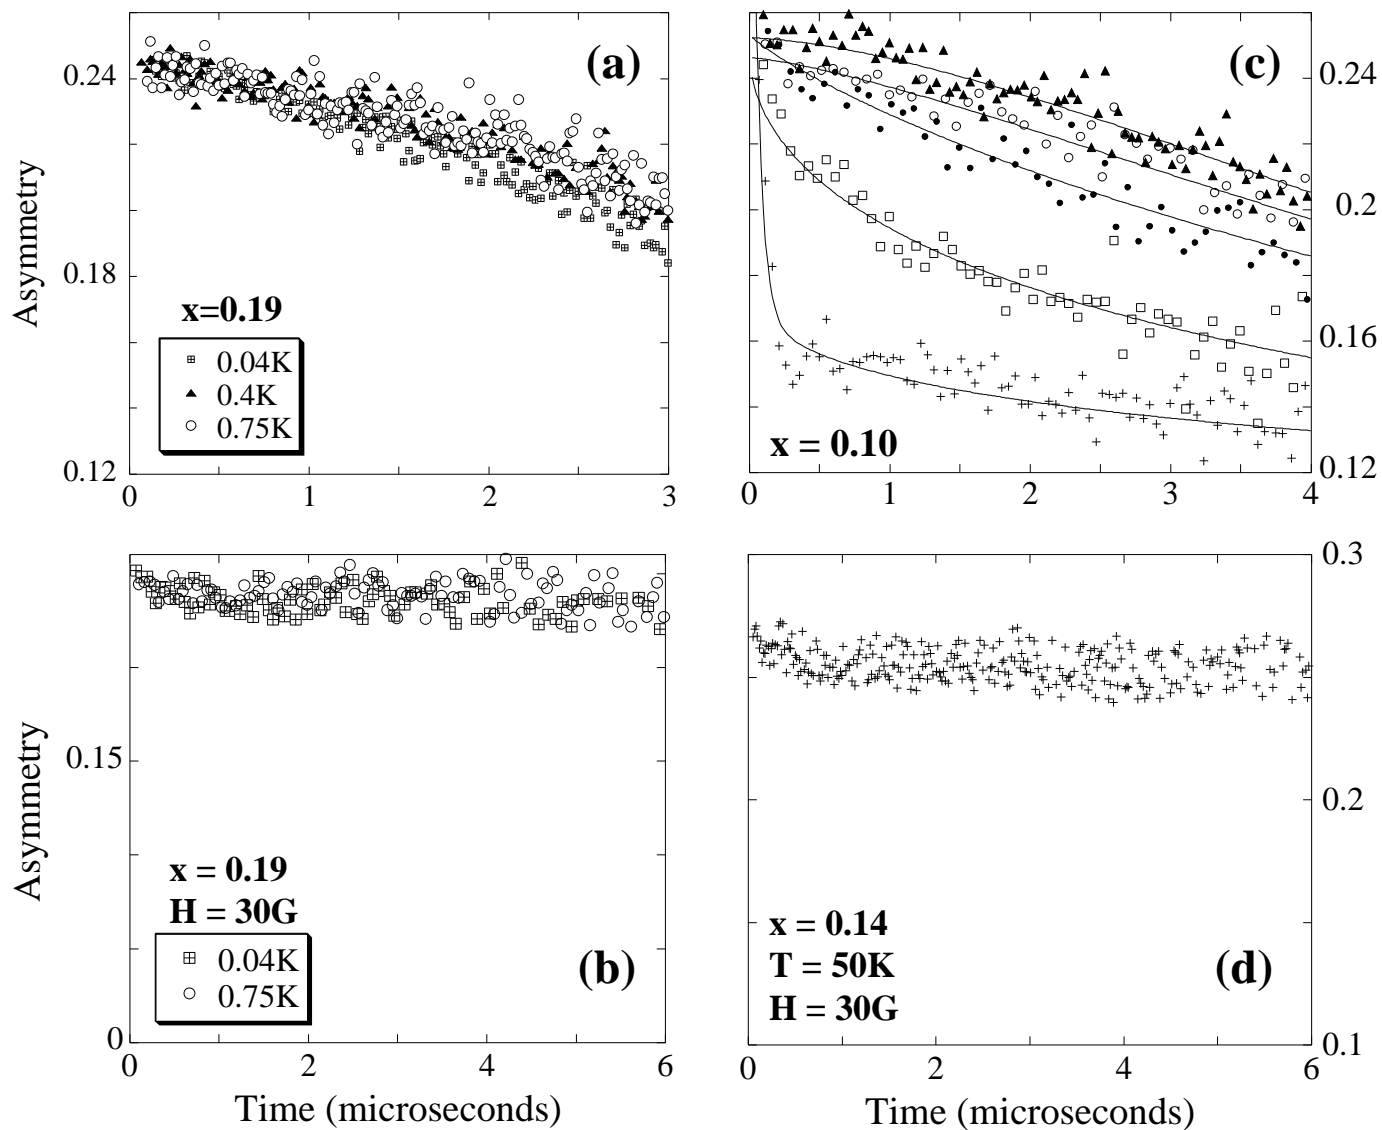 (a)
Asymmetry
0.24
0.18
0.12
x=0.19
0.04K
0.4K
0.75K
0
1
2
3
(c)
0.24
0.2
0.16
0.12
x = 0.10
0
1
2
3
4
Asymmetry
0.15
0
x = 0.19
H = 30G
0.04K
0.75K
(b)
0
2
4
6
Time (microseconds)
0.3
0.2
0.1
x = 0.14
T = 50K
H = 30G
(d)
0
2
4
6
Time (microseconds)